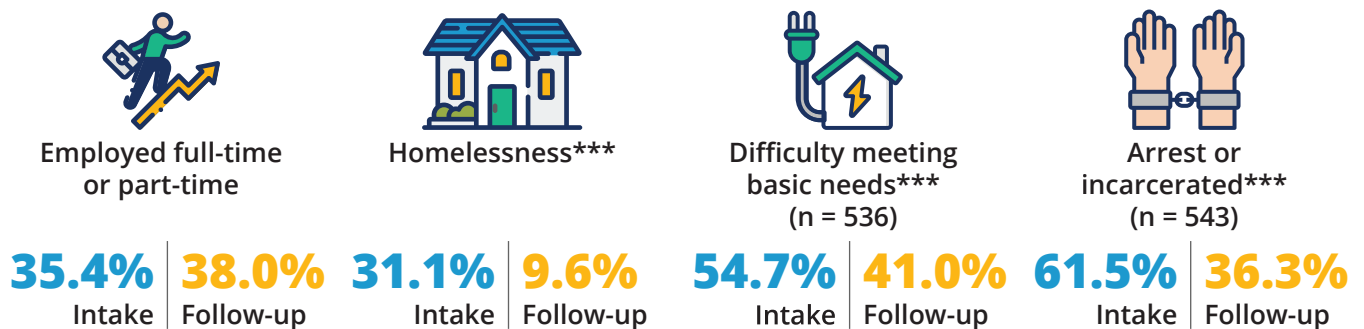 Employed full-time
or part-time
35.4%
Intake
38.0%
Follow-up
Homelessness***
31.1%
Intake
9.6%
Follow-up
Difficulty meeting
basic needs***
(n = 536)
54.7%
Intake
41.0%
Follow-up
Arrest or
incarcerated***
(n = 543)
61.5%
Intake
36.3%
Follow-up